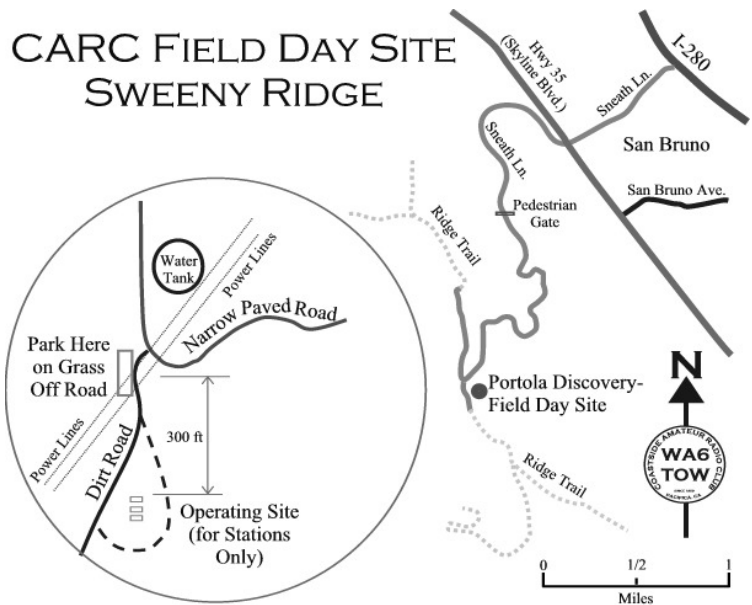 CARC FIELD DAY SITE
SWEENY RIDGE
Hwy 35
(Skyline Blvd.)
I-280
Sneath Ln.
San Bruno
Sneath Ln.
San Bruno Ave.
Pedestrian
Gate
Ridge Trail
Water
Tank
Power Lines
Narrow Paved Road
Park Here
on Grass
Off Road
Power Lines
Dirt Road
300 ft
Operating Site
(for Stations
Only)
Portola Discovery-
Field Day Site
Ridge Trail
N
COASTSIDE AMATEUR RADIO CLUB
WA6
TOW
PACIFICA, CA
0 1/2 1
Miles